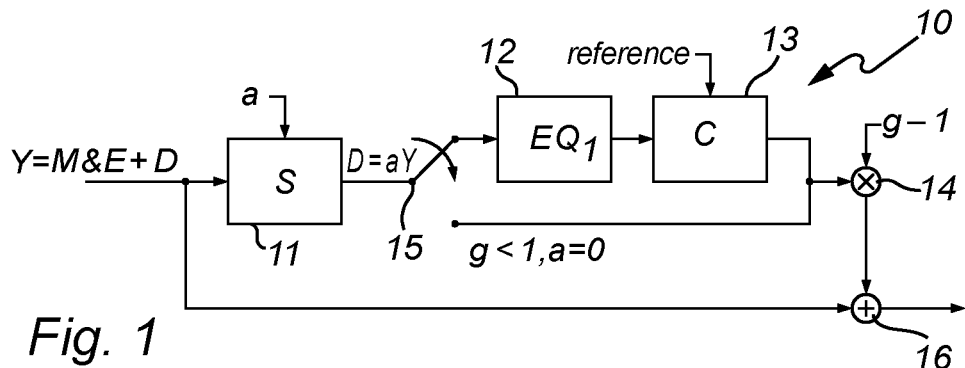 10
12
13
reference
a
g – 1
Y=M&E+ D
S
D=aY
EQ1
C
14
11
15
g < 1,a=0
Fig. 1
16